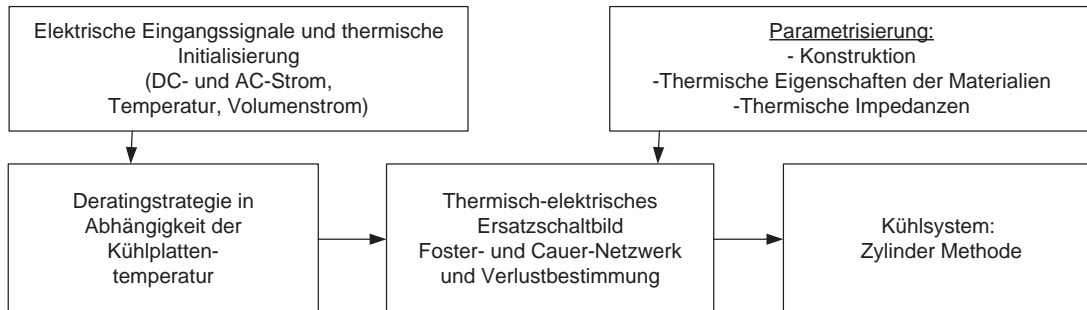 Elektrische Eingangssignale und thermische
Initialisierung
(DC- und AC-Strom,
Temperatur, Volumenstrom)
Parametrisierung:
- Konstruktion
-Thermische Eigenschaften der Materialien
-Thermische Impedanzen
Deratingstrategie in
Abhängigkeit der
Kühlplatten-
temperatur
Thermisch-elektrisches
Ersatzschaltbild
Foster- und Cauer-Netzwerk
und Verlustbestimmung
Kühlsystem:
Zylinder Methode